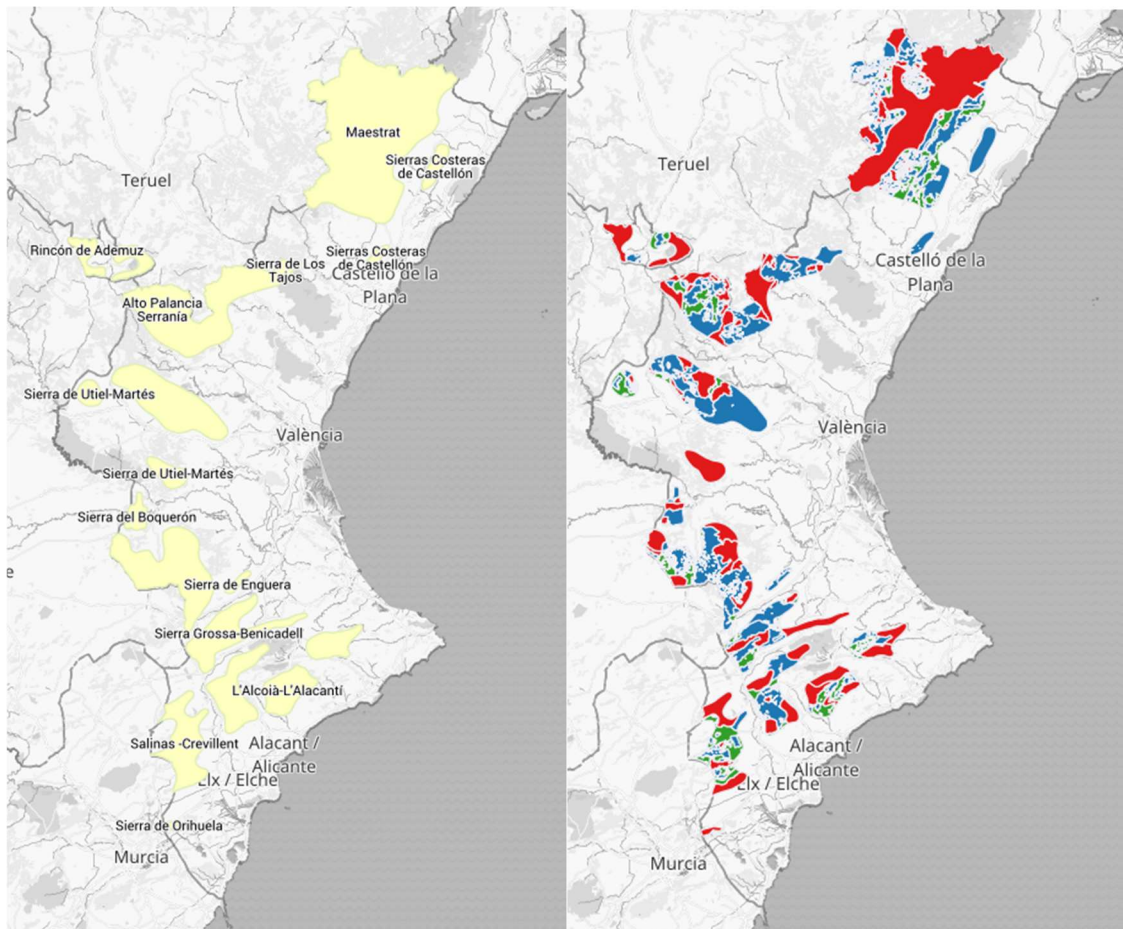 Maestrat
Sierras Costeras
de Castellón
Teruel
Rincón de Ademuz
Sierras Costeras
de Castellón
Sierra de Los
Tajos
Castelló de la
Plana
Alto Palancia
Serranía
Sierra de Utiel-Martés
València
Sierra de Utiel-Martés
Sierra del Boquerón
e
Sierra de Enguera
Sierra Grossa-Benicadell
L'Alcoià-L'Alacantí
Salinas -Crevillent
Alacant /
Alicante
Elx / Elche
Sierra de Orihuela
Murcia
Teruel
Castelló de la
Plana
València
Alacant /
Alicante
Elx / Elche
Murcia